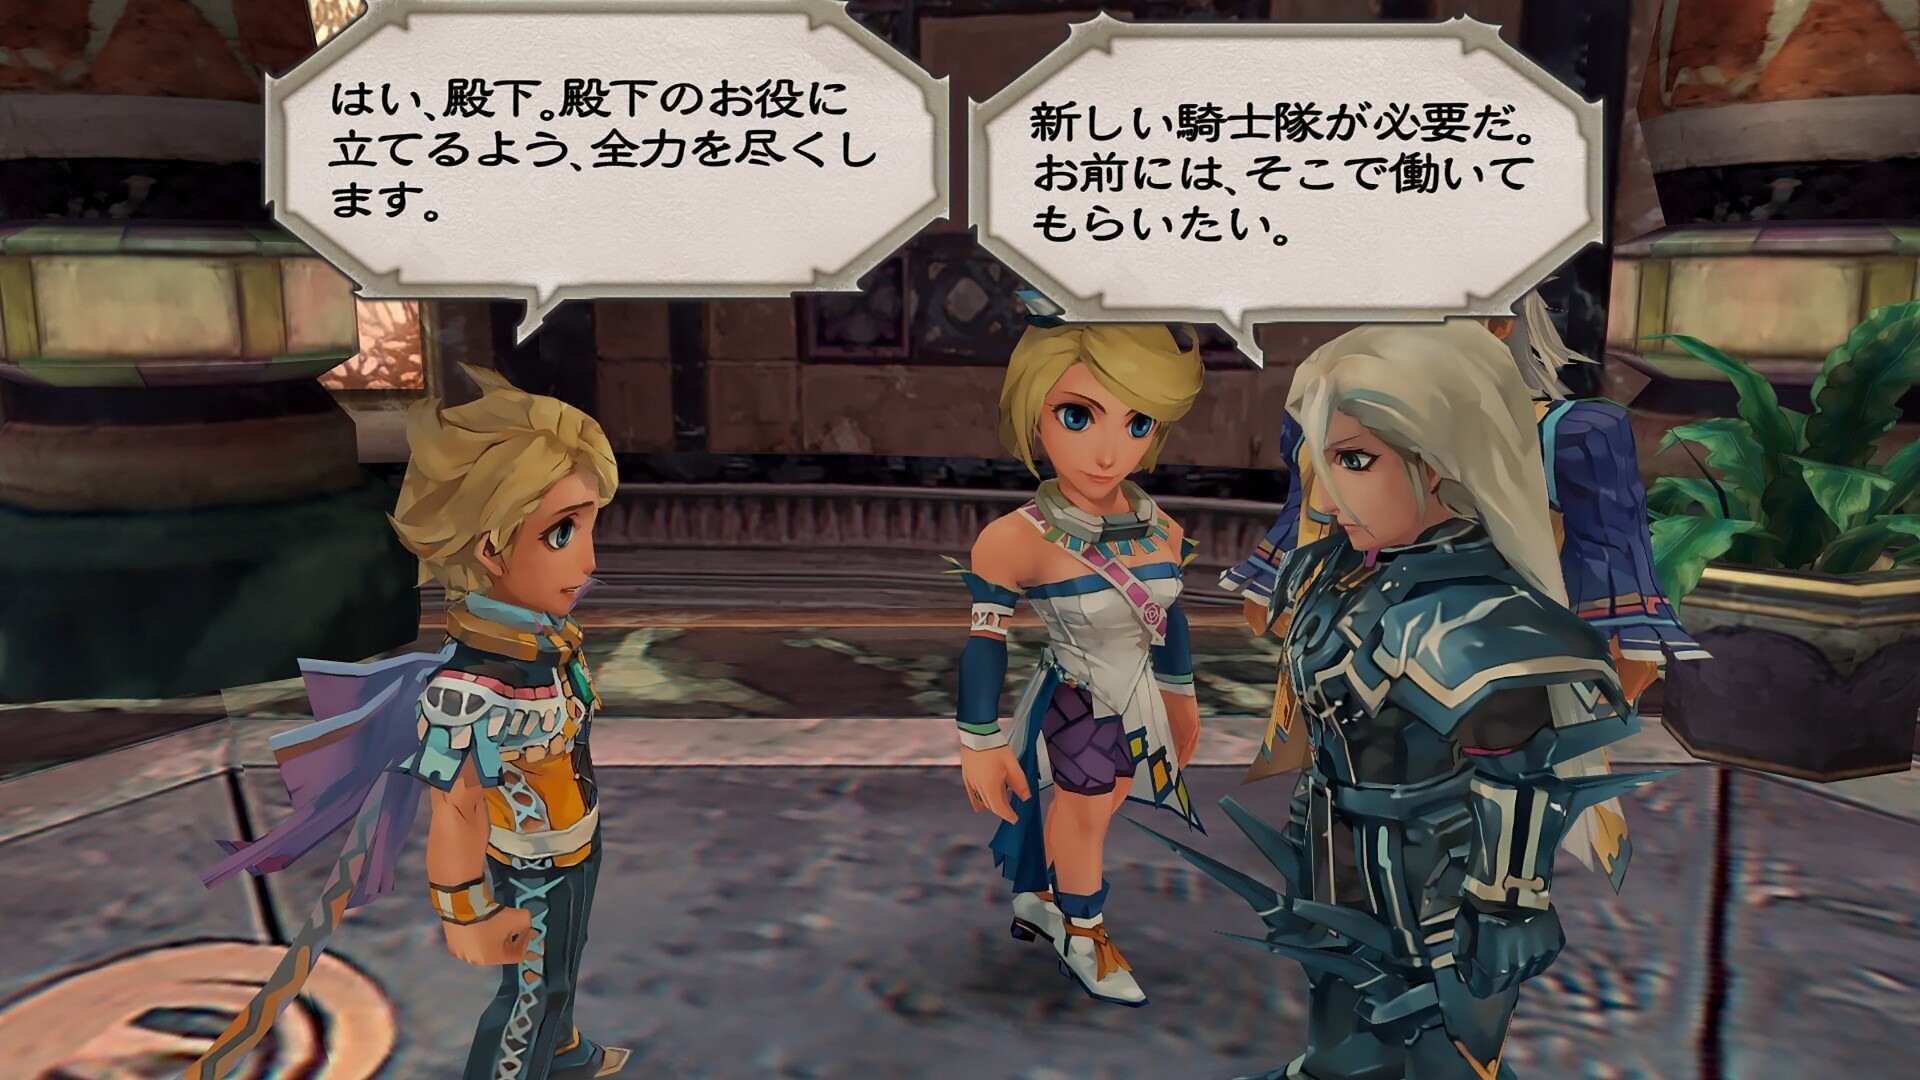 はい、殿下。殿下のお役に
立てるよう、全力を尽くし
ます。
新しい騎士隊が必要だ。
お前には、そこで働いて
もらいたい。